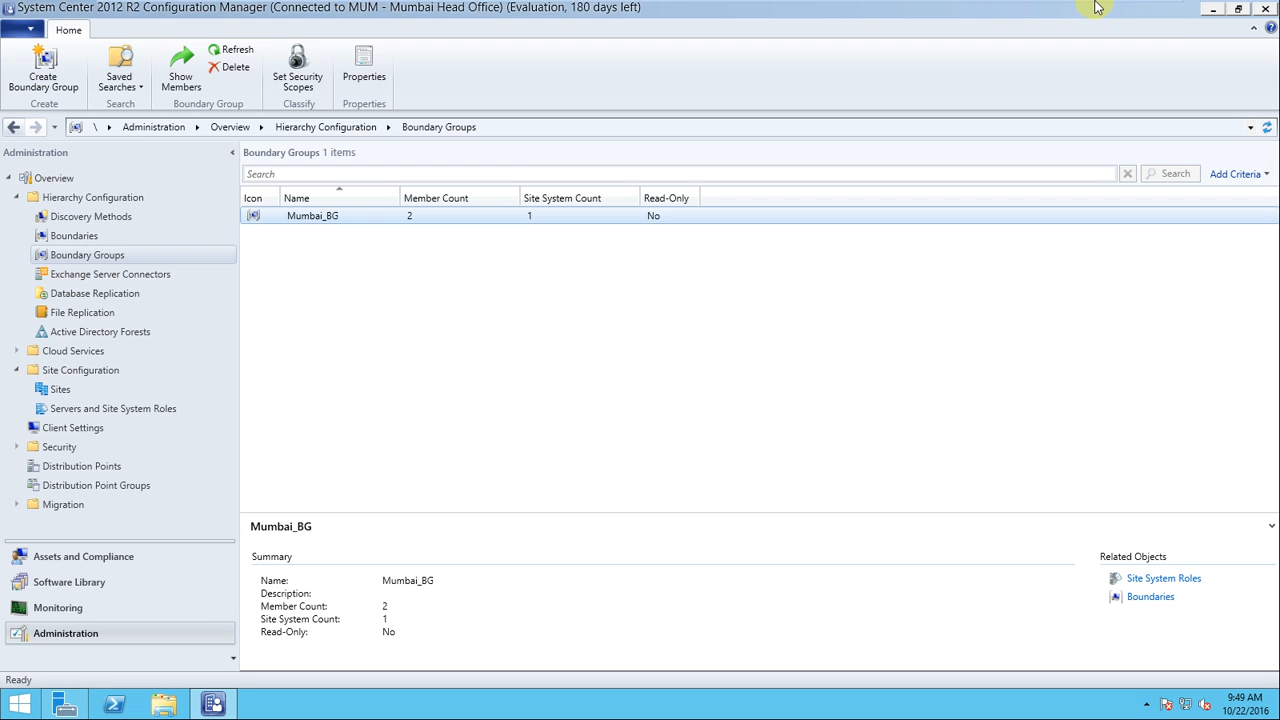 System Center 2012 R2 Configuration Manager (Connected to MUM - Mumbai Head Office) (Evaluation, 180 days left)
Home
Create Boundary Group
Saved Searches
Show Members
Refresh
Delete
Set Security Scopes
Properties
Create
Search
Boundary Group
Classify
Properties
\ Administration Overview Hierarchy Configuration Boundary Groups
Administration
Overview
Hierarchy Configuration
Discovery Methods
Boundaries
Boundary Groups
Exchange Server Connectors
Database Replication
File Replication
Active Directory Forests
Cloud Services
Site Configuration
Sites
Servers and Site System Roles
Client Settings
Security
Distribution Points
Distribution Point Groups
Migration
Assets and Compliance
Software Library
Monitoring
Administration
Boundary Groups 1 items
Search
Search
Add Criteria
Icon Name Member Count Site System Count Read-Only
Mumbai_BG 2 1 No
Mumbai_BG
Summary
Name: Mumbai_BG
Description:
Member Count: 2
Site System Count: 1
Read-Only: No
Related Objects
Site System Roles
Boundaries
Ready
9:49 AM
10/22/2016